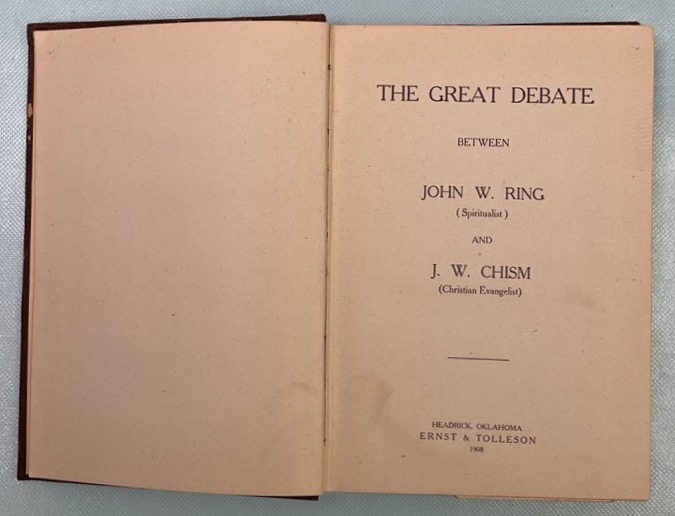 THE GREAT DEBATE
BETWEEN
JOHN W. RING
( Spiritualist )
AND
J. W. CHISM
(Christian Evangelist)
HEADRICK, OKLAHOMA
ERNST & TOLLESON
1908